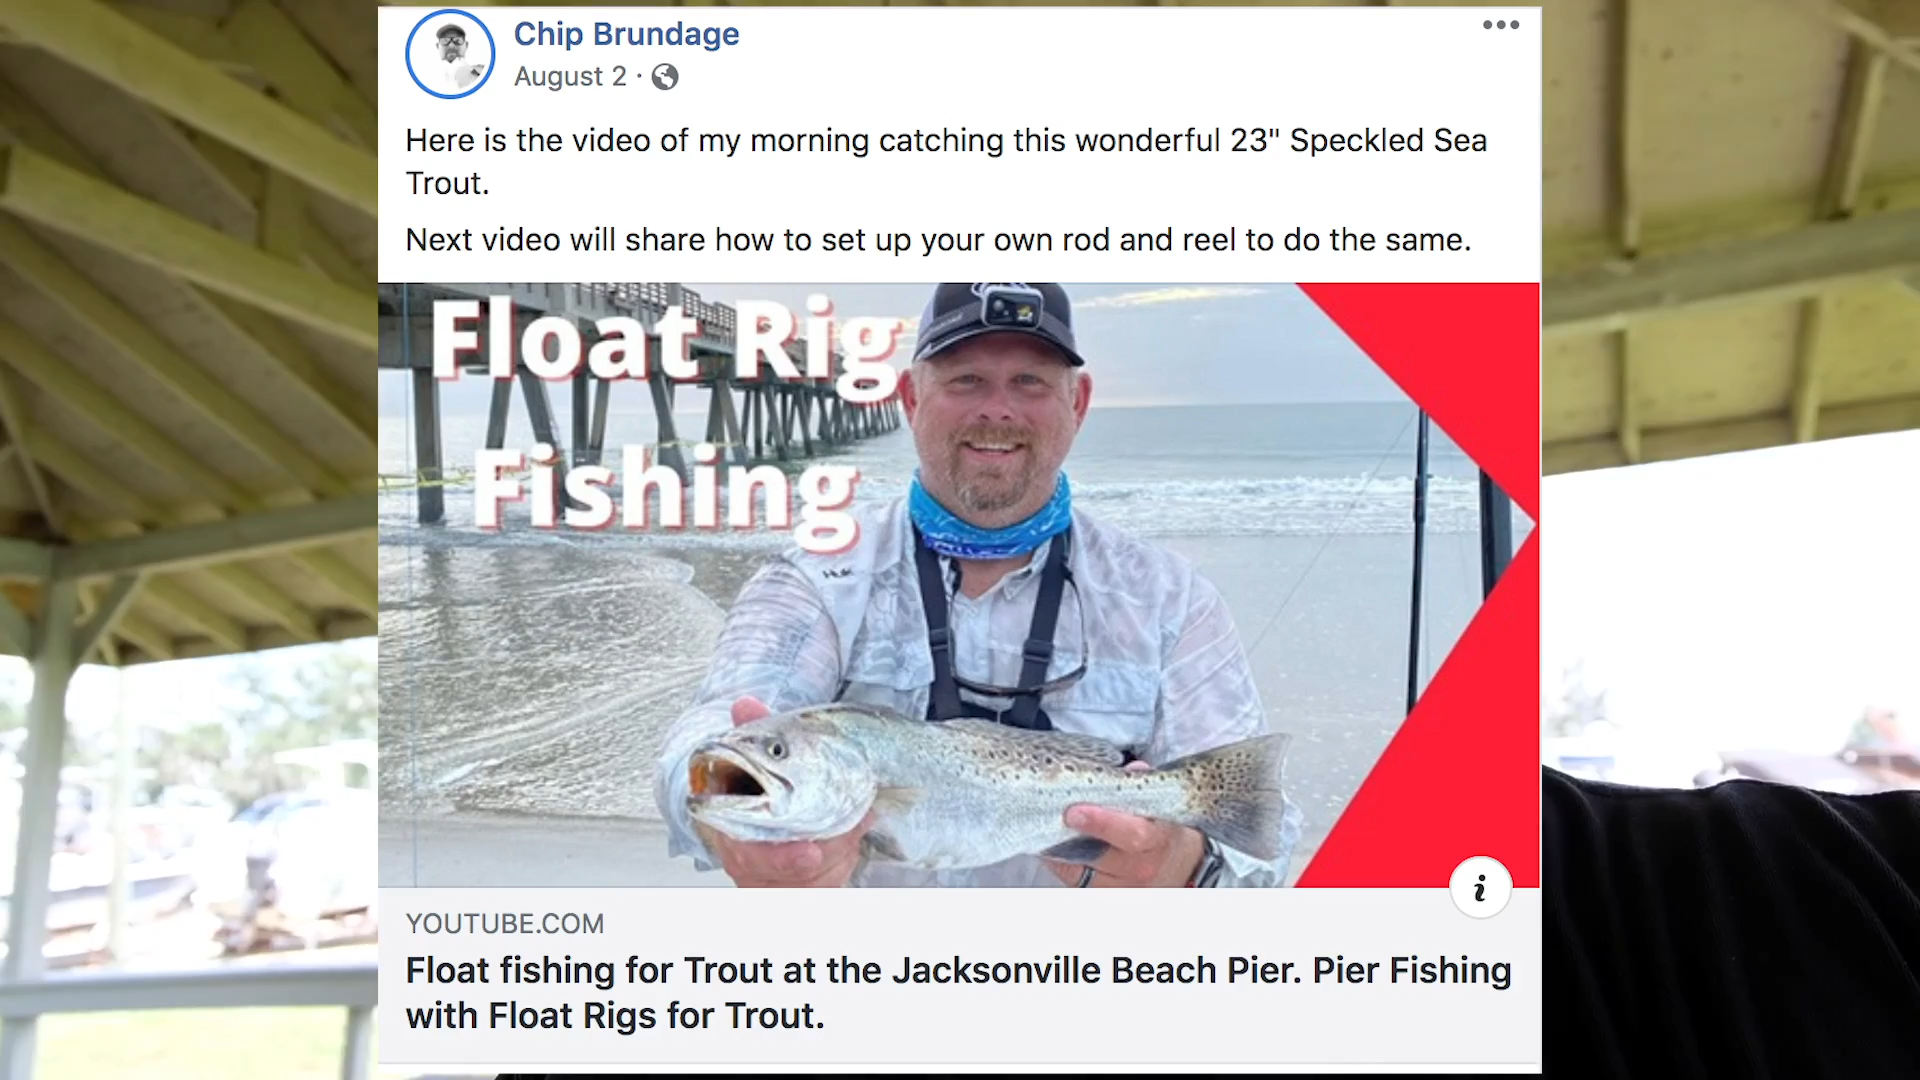 Chip Brundage
August 2 ·
Here is the video of my morning catching this wonderful 23" Speckled Sea
Trout.
Next video will share how to set up your own rod and reel to do the same.
Float Rig
Fishing
HUK
i
YOUTUBE.COM
Float fishing for Trout at the Jacksonville Beach Pier. Pier Fishing
with Float Rigs for Trout.